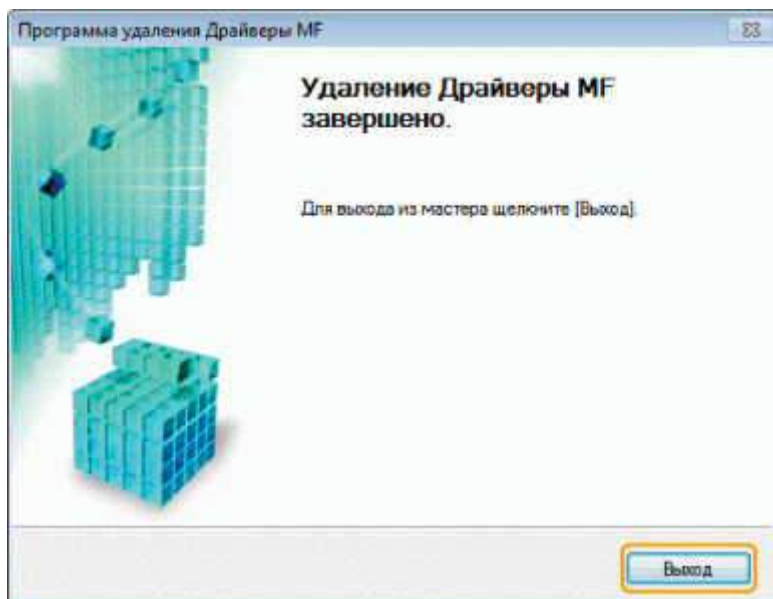 Программа удаления Драйверы MF
Удаление Драйверы MF
завершено.
Для выхода из мастера щелкните [Выход].
Выход